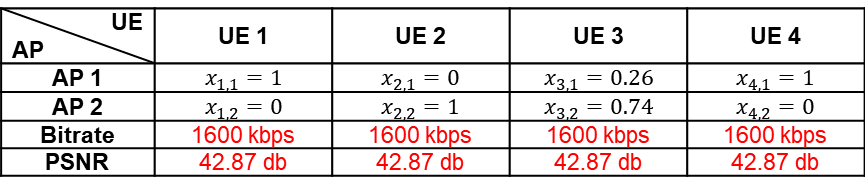 UE
AP
UE 1 UE 2 UE 3 UE 4
AP 1 x1,1 = 1 x2,1 = 0 x3,1 = 0.26 x4,1 = 1
AP 2 x1,2 = 0 x2,2 = 1 x3,2 = 0.74 x4,2 = 0
Bitrate 1600 kbps 1600 kbps 1600 kbps 1600 kbps
PSNR 42.87 db 42.87 db 42.87 db 42.87 db